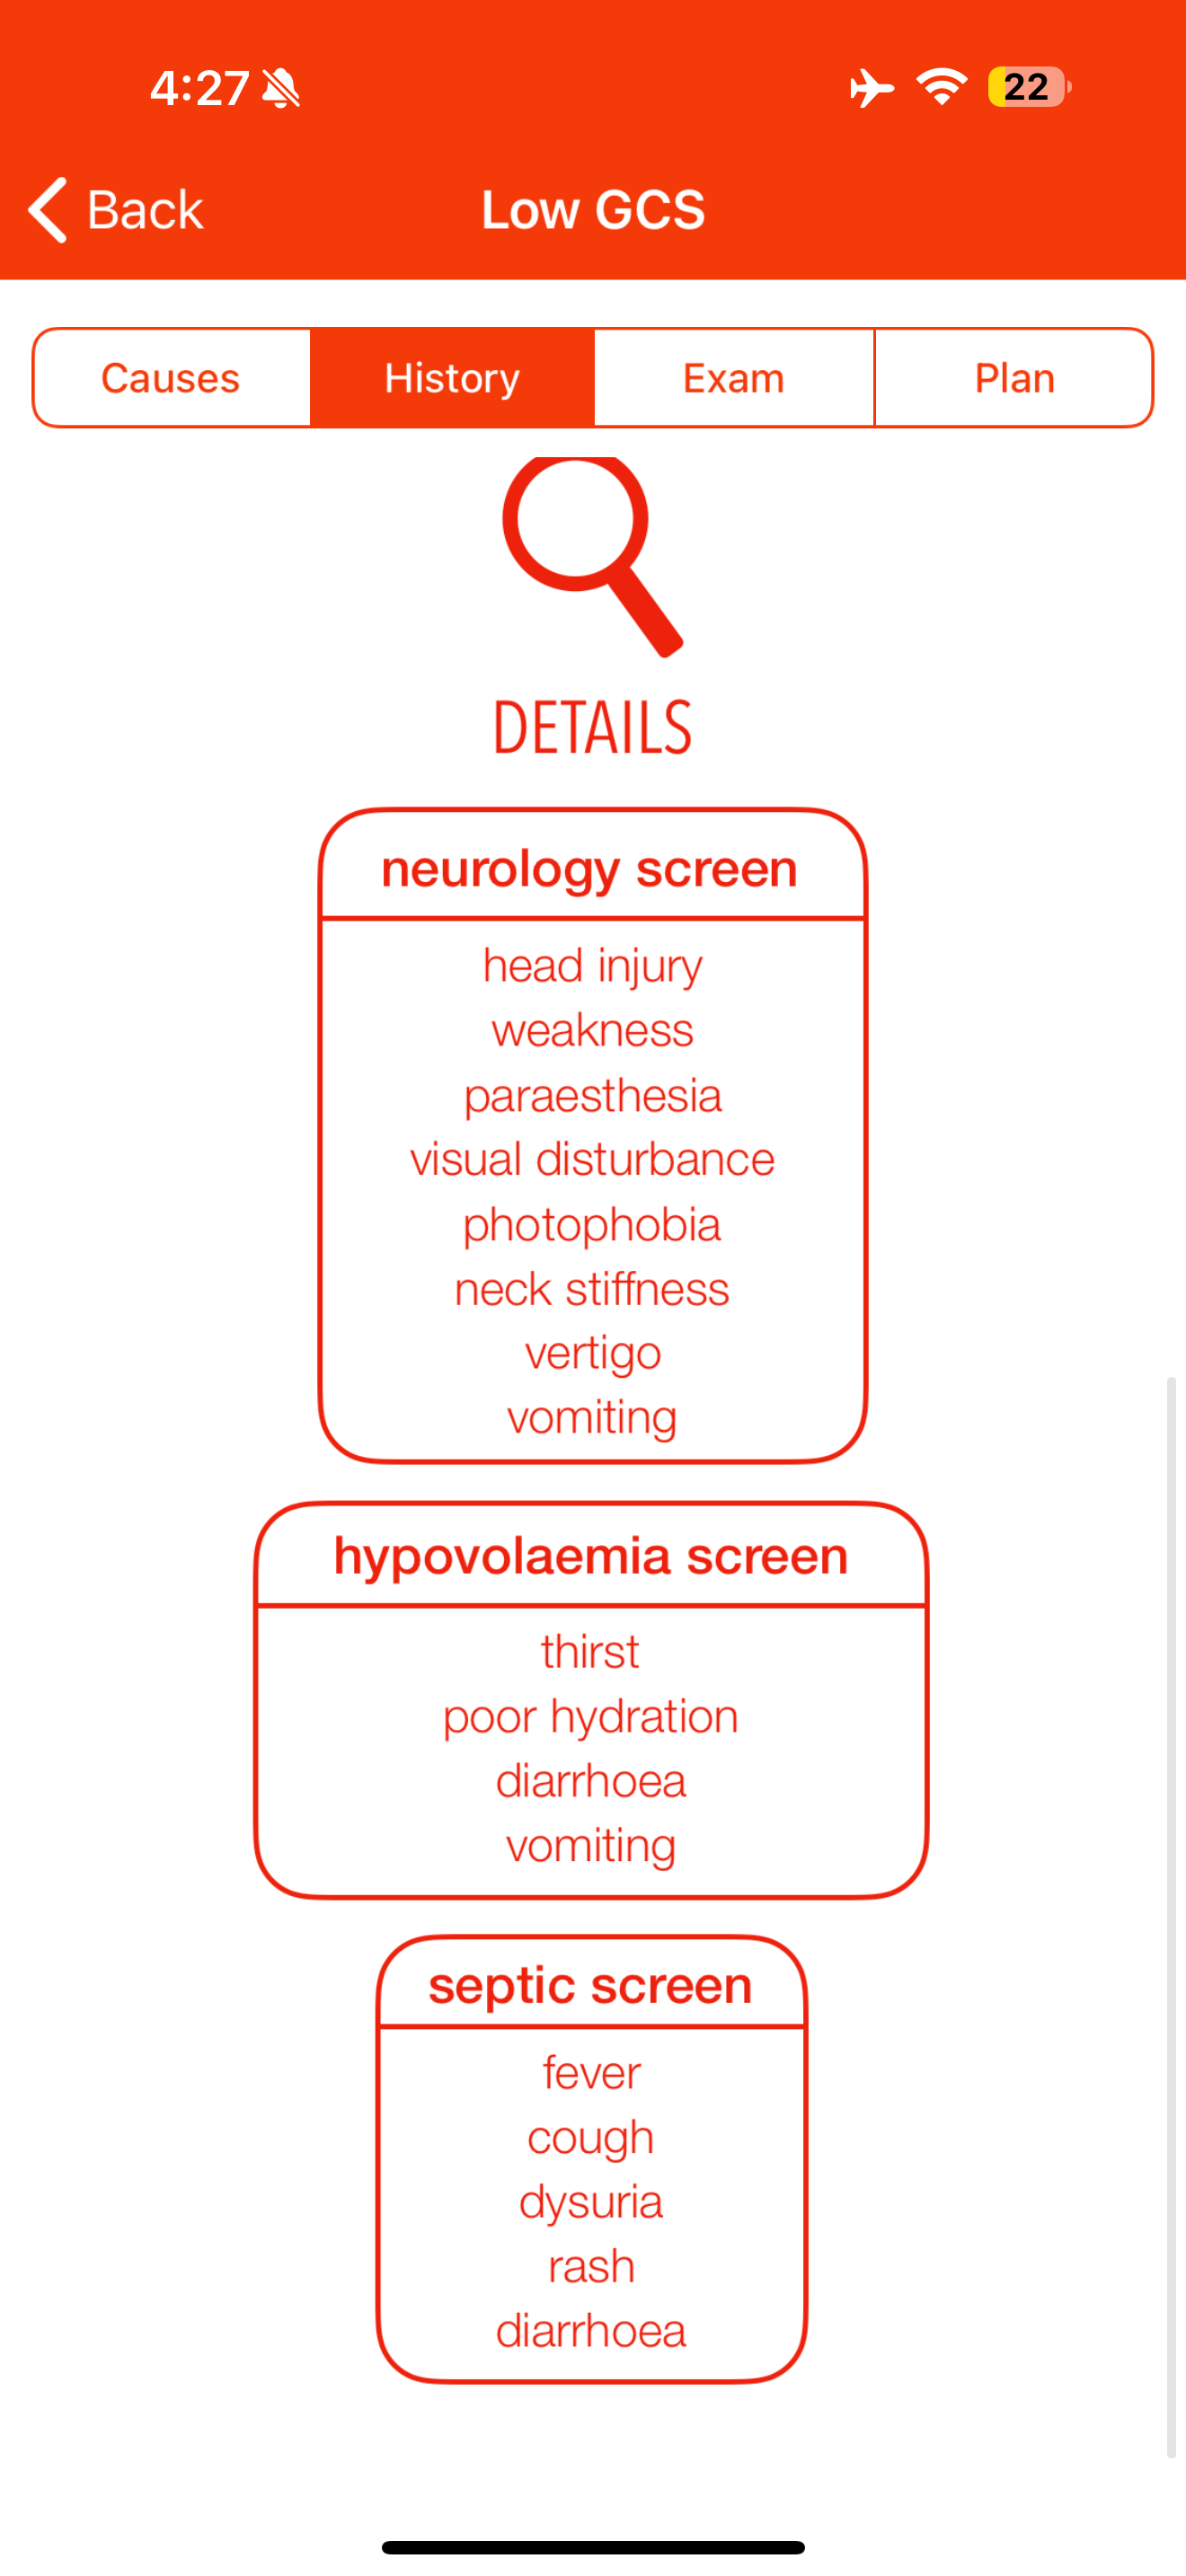 4:27
22
Back
Low GCS
Causes
History
Exam
Plan
DETAILS
neurology screen
head injury
weakness
paraesthesia
visual disturbance
photophobia
neck stiffness
vertigo
vomiting
hypovolaemia screen
thirst
poor hydration
diarrhoea
vomiting
septic screen
fever
cough
dysuria
rash
diarrhoea